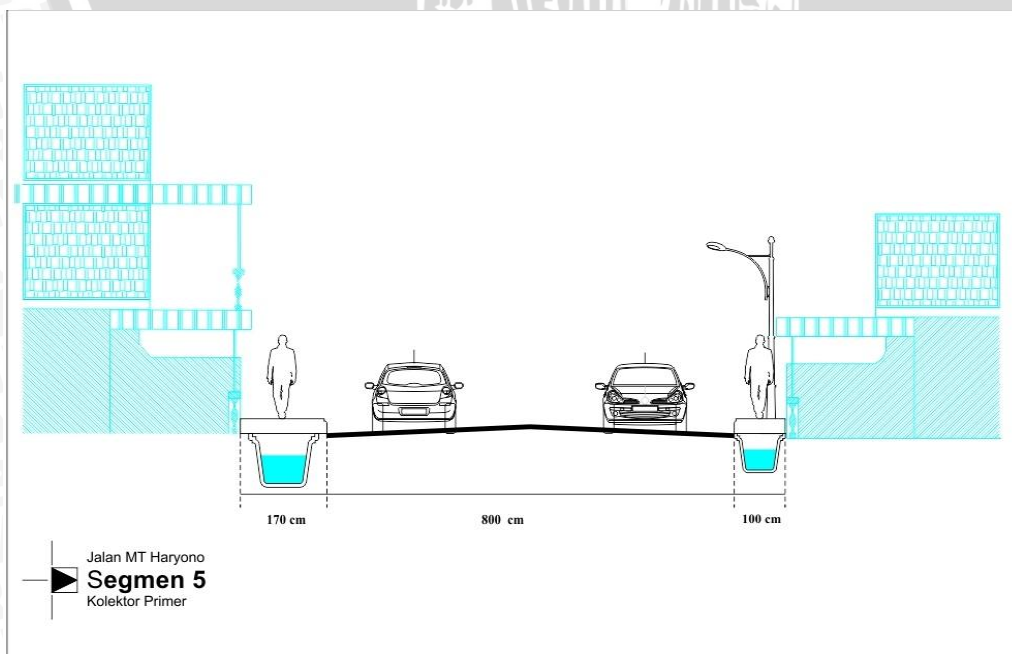 170 cm
800 cm
100 cm
Jalan MT Haryono
Segmen 5
Kolektor Primer